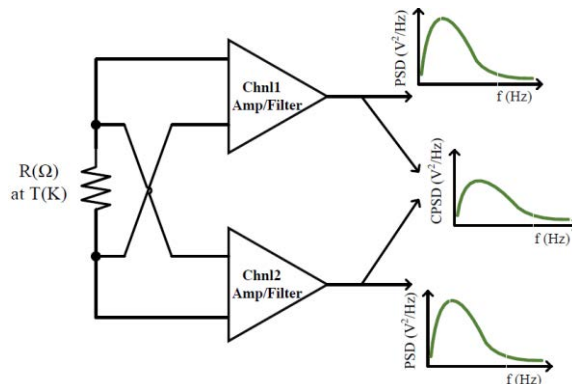 PSD (V²/Hz)
f (Hz)
Chnl1
Amp/Filter
R(Ω)
at T(K)
CPSD (V²/Hz)
f (Hz)
Chnl2
Amp/Filter
PSD (V²/Hz)
f (Hz)